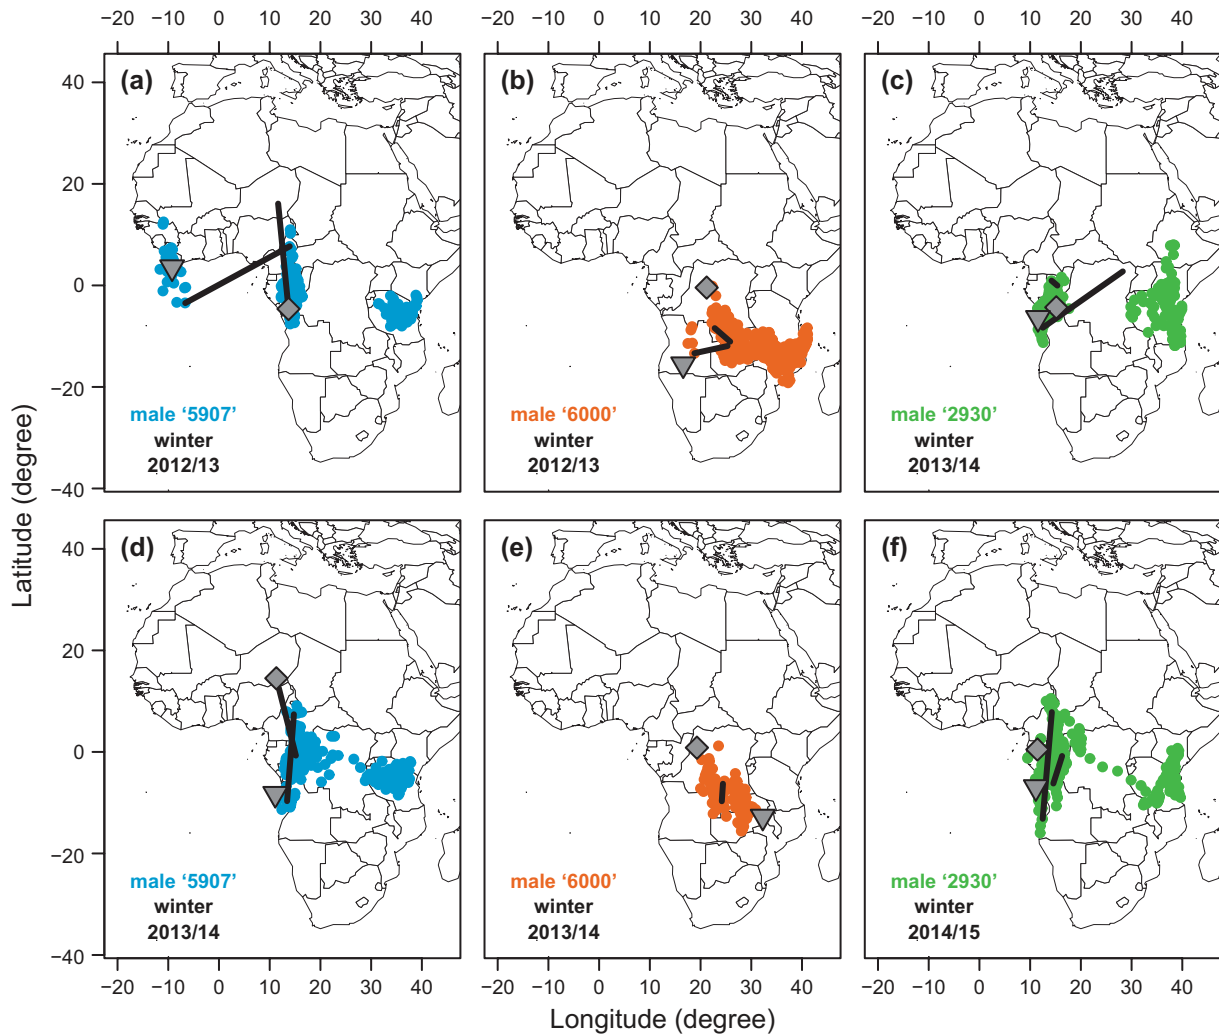 −20 −10 0 10 20 30 40 −20 −10 0 10 20 30 40 −20 −10 0 10 20 30 40
(a) (b) (c)
40
20
0
−20
−40
male ‘5907’
winter
2012/13
male ‘6000’
winter
2012/13
male ‘2930’
winter
2013/14
Latitude (degree)
(d) (e) (f)
40
20
0
−20
−40
male ‘5907’
winter
2013/14
male ‘6000’
winter
2013/14
male ‘2930’
winter
2014/15
−20 −10 0 10 20 30 40 −20 −10 0 10 20 30 40 −20 −10 0 10 20 30 40
Longitude (degree)